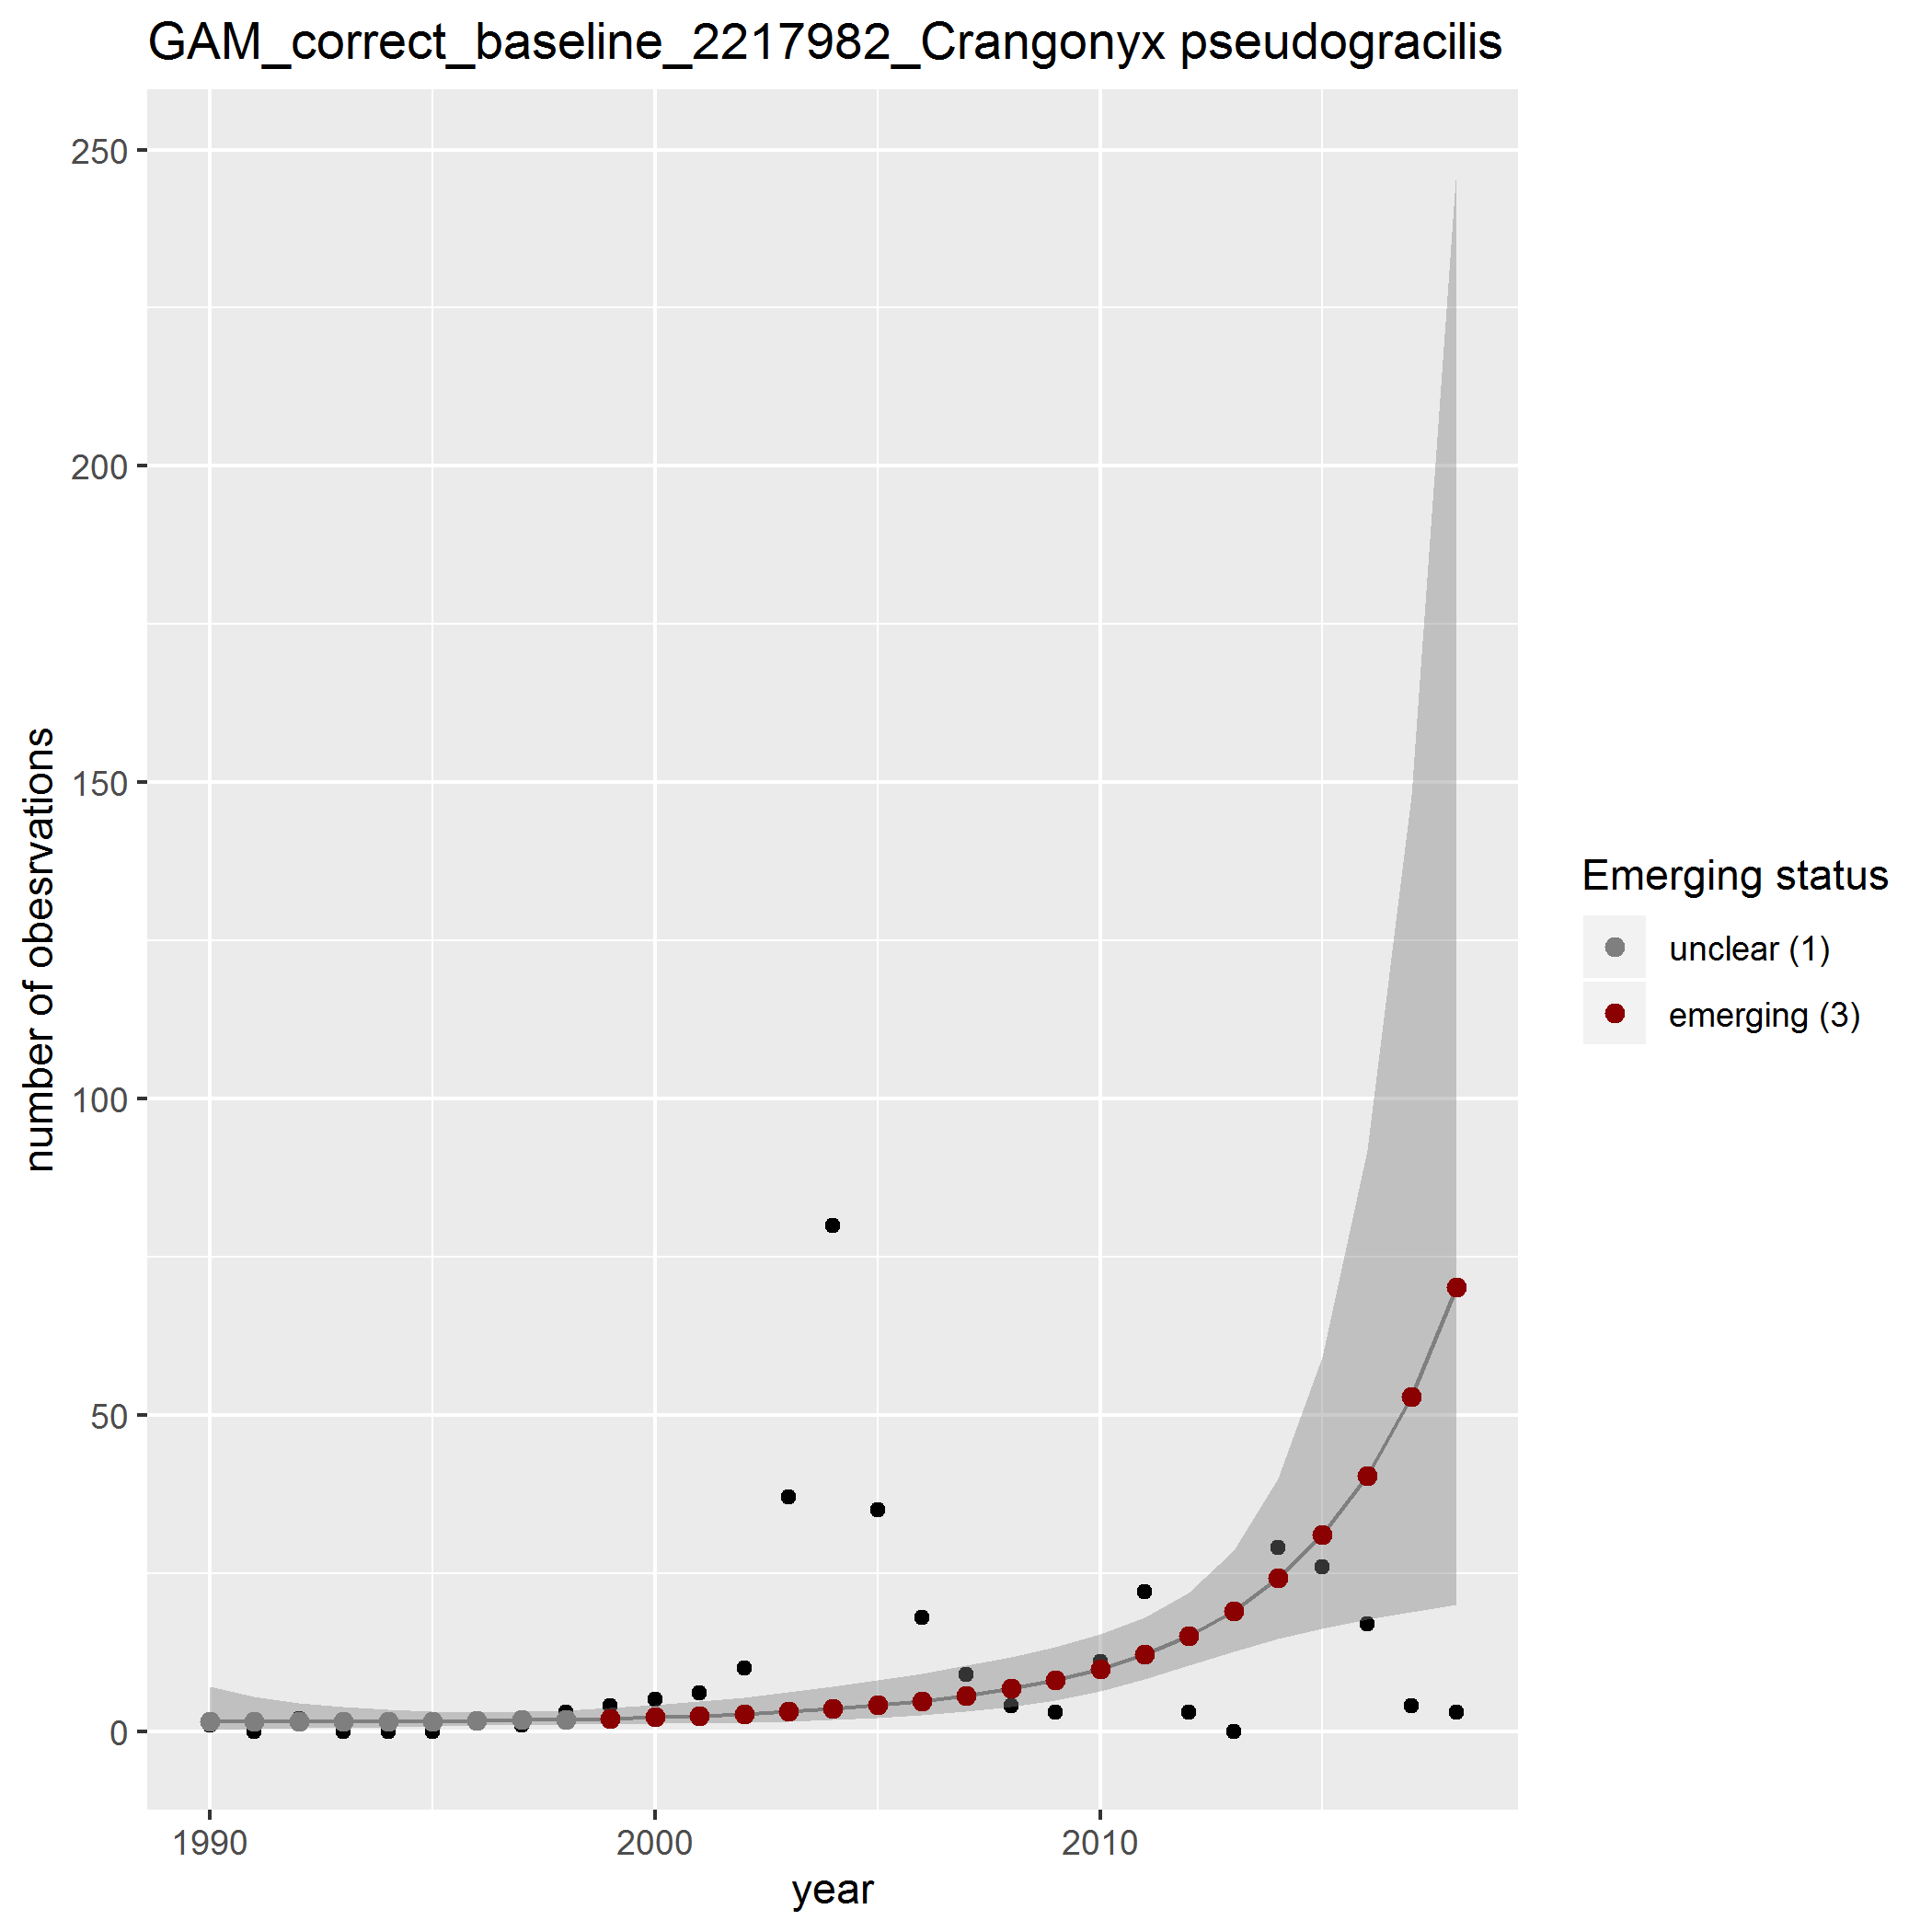 GAM_correct_baseline_2217982_Crangonyx pseudogracilis
250
200
150
100
50
0
number of obesrvations
1990
2000
2010
year
Emerging status
unclear (1)
emerging (3)